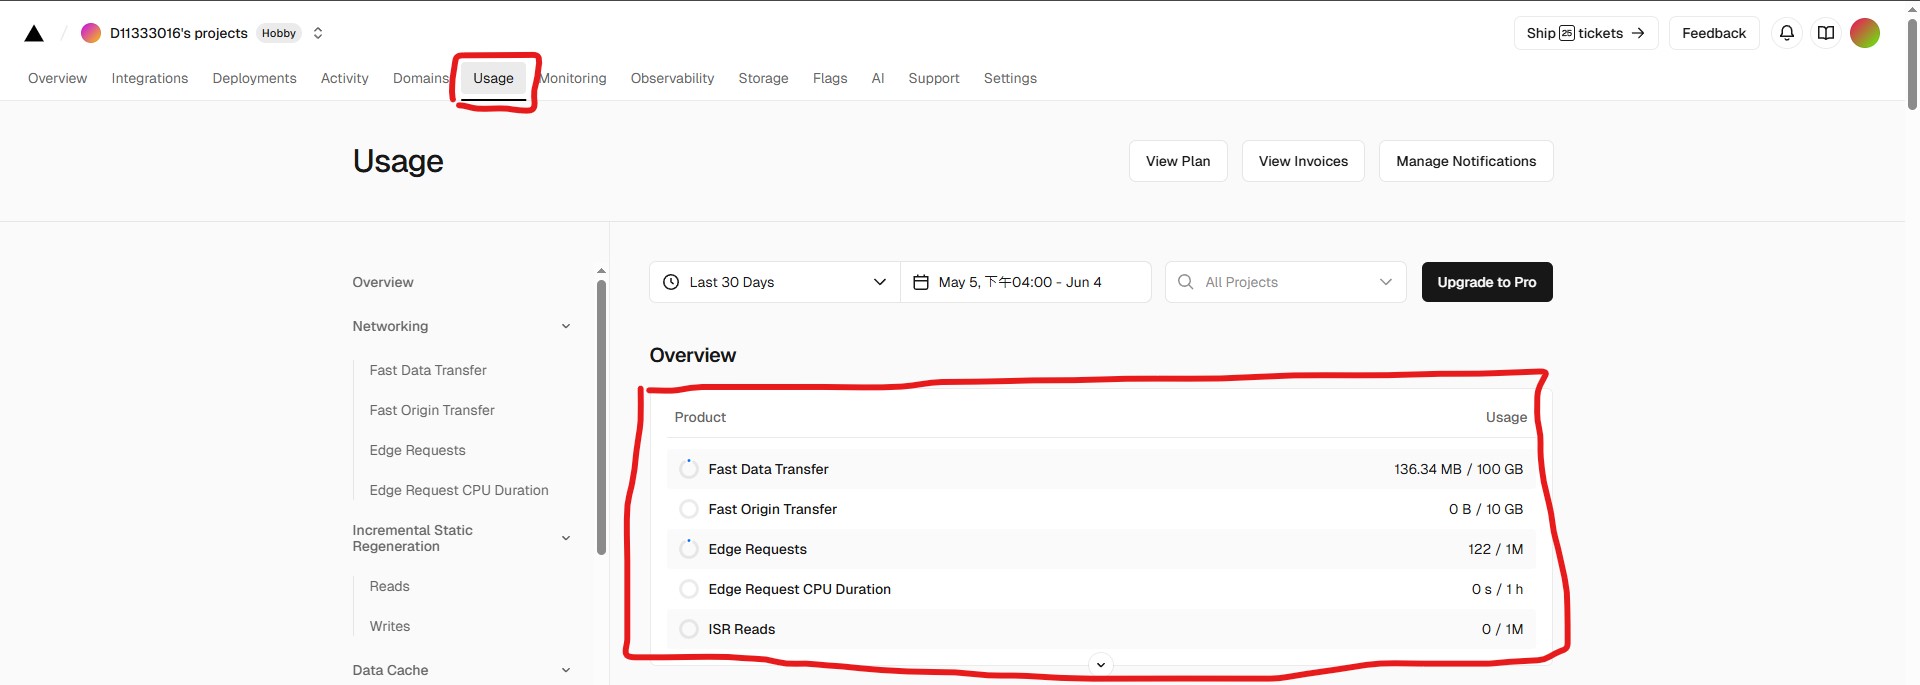 D11333016's projects Hobby
Ship 25 tickets → Feedback
Overview Integrations Deployments Activity Domains Usage Monitoring Observability Storage Flags AI Support Settings
Usage
View Plan View Invoices Manage Notifications
Last 30 Days May 5, 下午04:00 - Jun 4 All Projects Upgrade to Pro
Overview
Networking
Fast Data Transfer
Fast Origin Transfer
Edge Requests
Edge Request CPU Duration
Incremental Static
Regeneration
Reads
Writes
Data Cache
Overview
Product Usage
Fast Data Transfer 136.34 MB / 100 GB
Fast Origin Transfer 0 B / 10 GB
Edge Requests 122 / 1M
Edge Request CPU Duration 0 s / 1 h
ISR Reads 0 / 1M